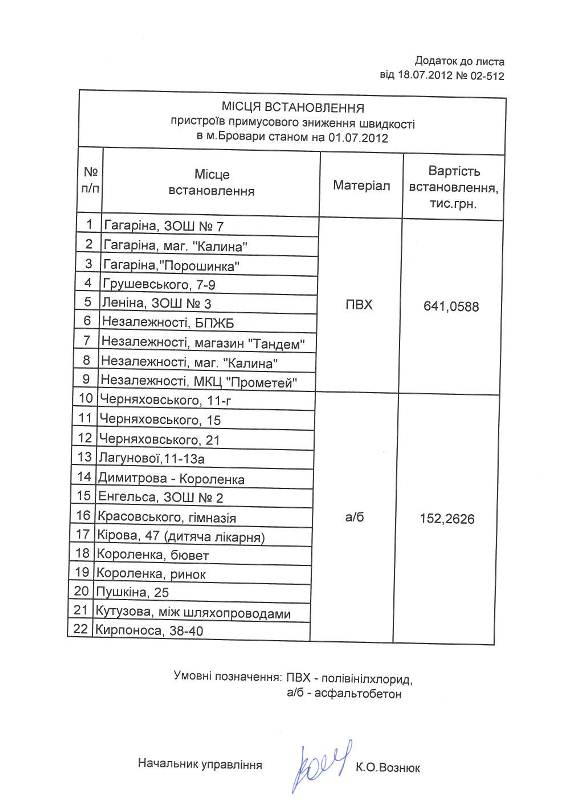 Додаток до листа
від 18.07.2012 № 02-512
МІСЦЯ ВСТАНОВЛЕННЯ
пристроїв примусового зниження швидкості
в м.Бровари станом на 01.07.2012
№ п/п
Місце встановлення
Матеріал
Вартість встановлення, тис.грн.
1 Гагаріна, ЗОШ № 7
2 Гагаріна, маг. "Калина"
3 Гагаріна,"Порошинка"
4 Грушевського, 7-9
5 Леніна, ЗОШ № 3
6 Незалежності, БПЖБ
7 Незалежності, магазин "Тандем"
8 Незалежності, маг. "Калина"
9 Незалежності, МКЦ "Прометей"
ПВХ
641,0588
10 Черняховського, 11-г
11 Черняховського, 15
12 Черняховського, 21
13 Лагунової,11-13а
14 Димитрова - Короленка
15 Енгельса, ЗОШ № 2
16 Красовського, гімназія
17 Кірова, 47 (дитяча лікарня)
18 Короленка, бювет
19 Короленка, ринок
20 Пушкіна, 25
21 Кутузова, між шляхопроводами
22 Кирпоноса, 38-40
а/б
152,2626
Умовні позначення: ПВХ - полівінілхлорид,
а/б - асфальтобетон
Начальник управління К.О.Вознюк